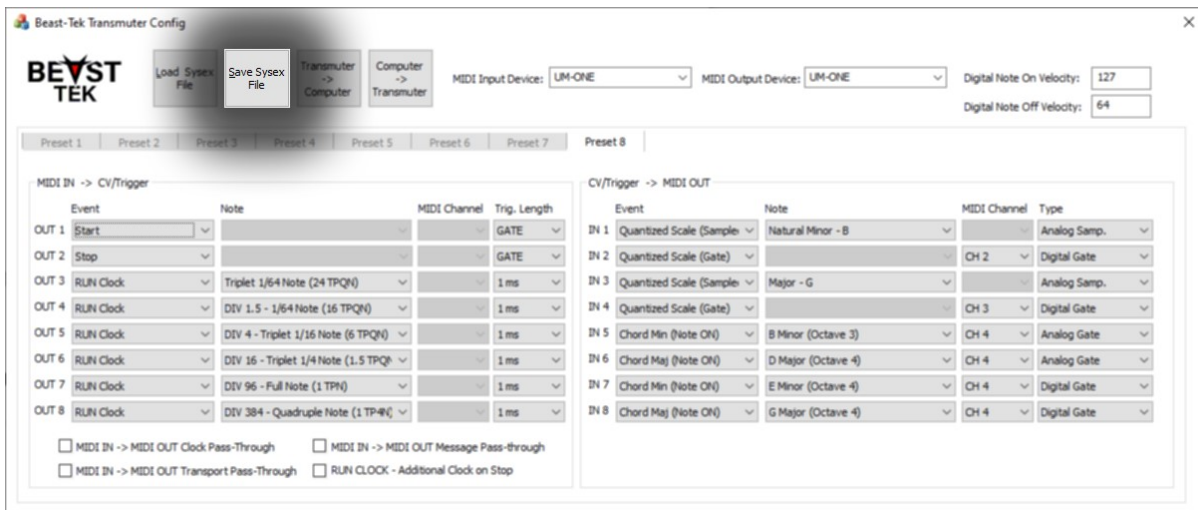 Beast-Tek Transmuter Config
BEAST
TEK
Load Sysex
File
Save Sysex
File
Transmuter
->
Computer
Computer
->
Transmuter
MIDI Input Device: UM-ONE
MIDI Output Device: UM-ONE
Digital Note On Velocity: 127
Digital Note Off Velocity: 64
Preset 1 Preset 2 Preset 3 Preset 4 Preset 5 Preset 6 Preset 7 Preset 8
MIDI IN -> CV/Trigger
Event Note MIDI Channel Trig. Length
OUT 1 Start GATE
OUT 2 Stop GATE
OUT 3 RUN Clock Triplet 1/64 Note (24 TPQN) 1 ms
OUT 4 RUN Clock DIV 1.5 - 1/64 Note (16 TPQN) 1 ms
OUT 5 RUN Clock DIV 4 - Triplet 1/16 Note (6 TPQN) 1 ms
OUT 6 RUN Clock DIV 16 - Triplet 1/4 Note (1.5 TPQN 1 ms
OUT 7 RUN Clock DIV 96 - Full Note (1 TPN) 1 ms
OUT 8 RUN Clock DIV 384 - Quadruple Note (1 TP4N) 1 ms
MIDI IN -> MIDI OUT Clock Pass-Through
MIDI IN -> MIDI OUT Message Pass-through
MIDI IN -> MIDI OUT Transport Pass-Through
RUN CLOCK - Additional Clock on Stop
CV/Trigger -> MIDI OUT
Event Note MIDI Channel Type
IN 1 Quantized Scale (Sample Natural Minor - B Analog Samp.
IN 2 Quantized Scale (Gate) CH 2 Digital Gate
IN 3 Quantized Scale (Sample Major - G Analog Samp.
IN 4 Quantized Scale (Gate) CH 3 Digital Gate
IN 5 Chord Min (Note ON) B Minor (Octave 3) CH 4 Analog Gate
IN 6 Chord Maj (Note ON) D Major (Octave 4) CH 4 Analog Gate
IN 7 Chord Min (Note ON) E Minor (Octave 4) CH 4 Digital Gate
IN 8 Chord Maj (Note ON) G Major (Octave 4) CH 4 Digital Gate